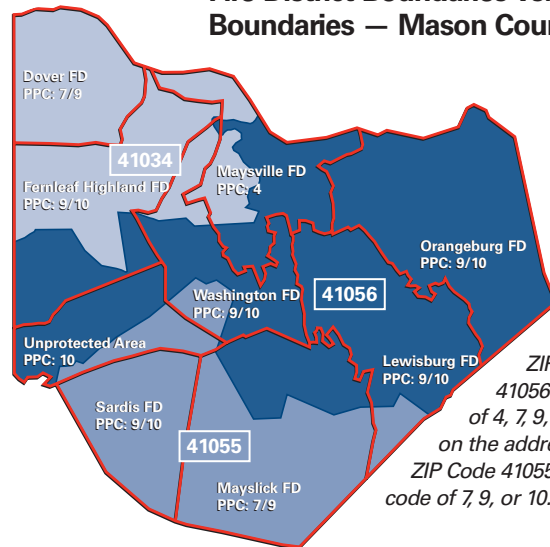 Boundaries — Mason Cour
Dover FD
PPC: 7/9
41034
Fernleaf Highland FD
PPC: 9/10
Maysville FD
PPC: 4
Orangeburg FD
PPC: 9/10
Washington FD
PPC: 9/10
41056
Unprotected Area
PPC: 10
Lewisburg FD
PPC: 9/10
Sardis FD
PPC: 9/10
41055
Mayslick FD
PPC: 7/9
ZIP
41056
of 4, 7, 9,
on the addre
ZIP Code 41055
code of 7, 9, or 10.